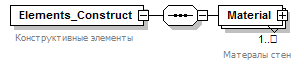 Elements_Construct
Material
Конструктивные элементы
1..
Матералы стен